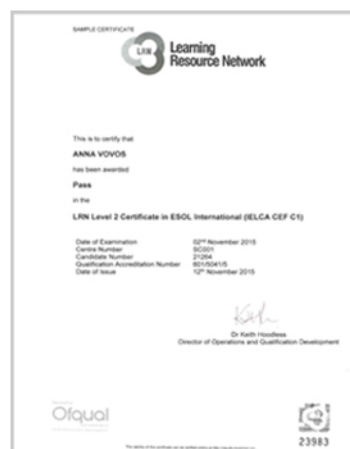 SAMPLE CERTIFICATE
LRN
Learning
Resource Network
This is to certify that
ANNA VOVOS
has been awarded
Pass
in the
LRN Level 2 Certificate in ESOL International (IELCA CEF C1)
Date of Examination 02nd November 2015
Centre Number SC001
Candidate Number 21264
Qualification Accreditation Number 601/5041/5
Date of Issue 12th November 2015
Dr Keith Hoodless
Director of Operations and Qualification Development
Ofqual
23983